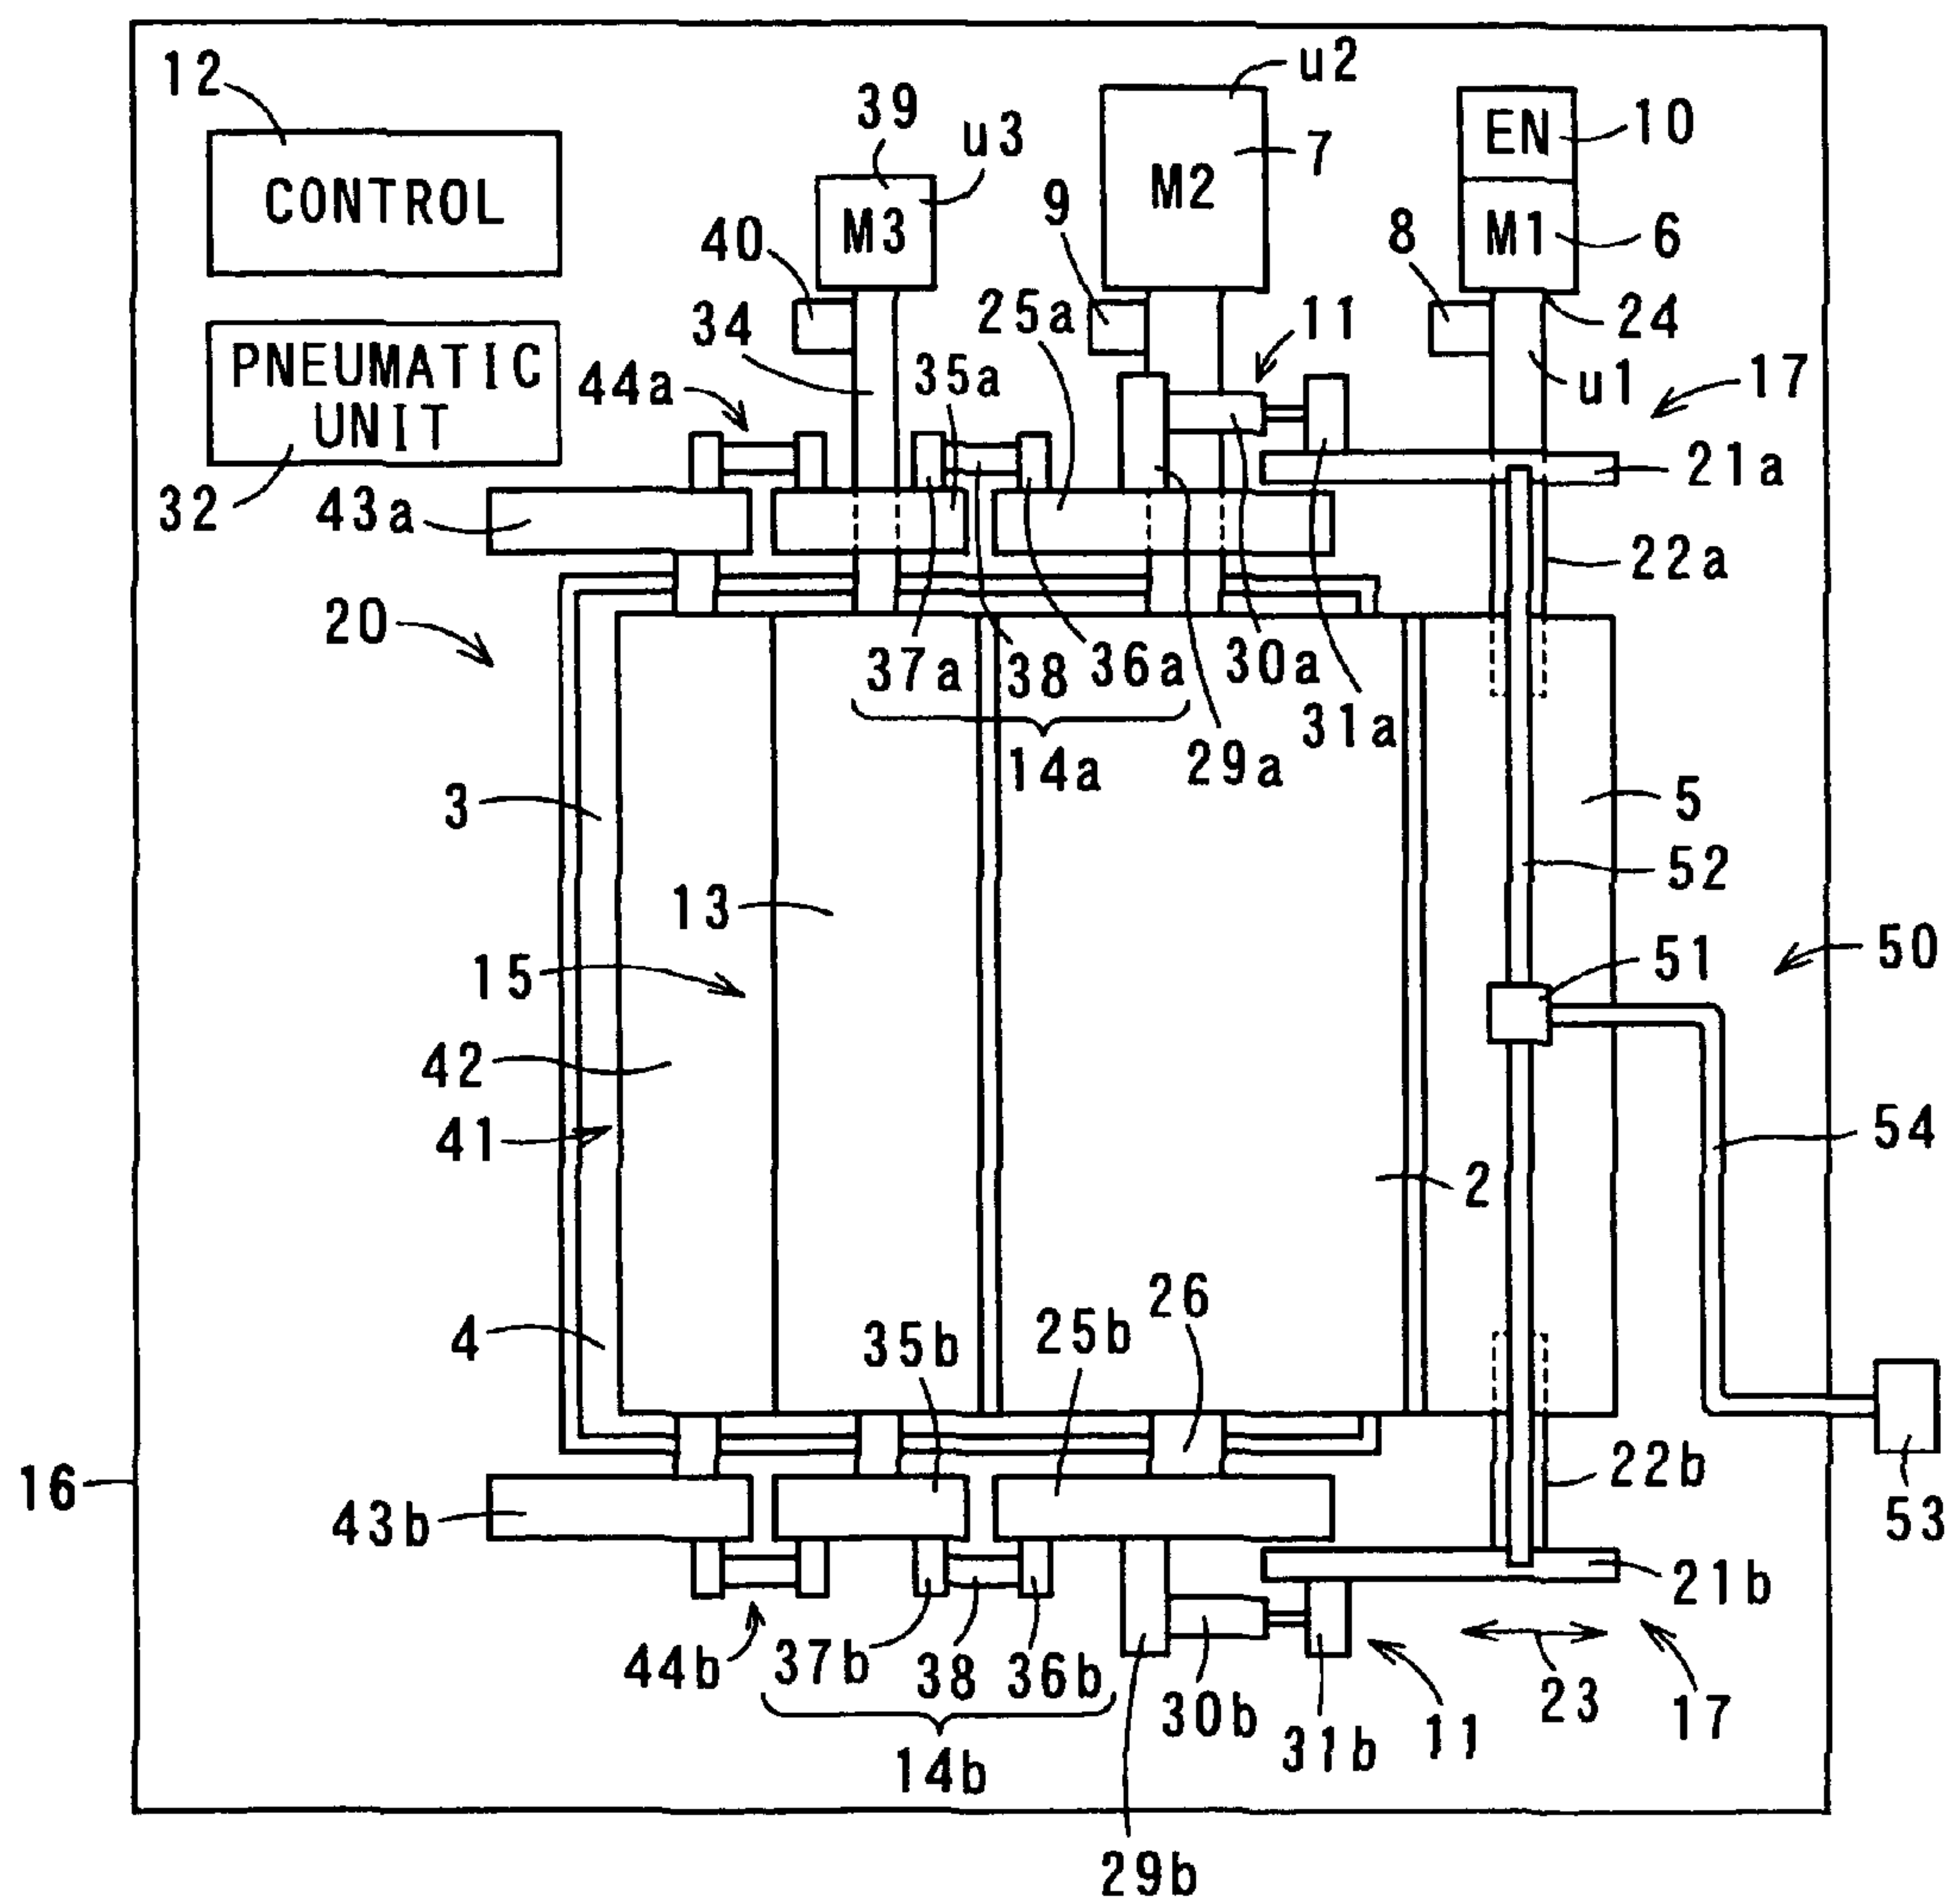 12
CONTROL
PNEUMATIC
UNIT
32
39
u3
M3
40
34
u2
M2
7
9
EN
10
M1
6
8
24
u1
17
25a
11
35a
44a
43a
21a
22a
20
37a
38
36a
30a
31a
14a
29a
3
5
52
13
15
51
50
42
41
54
2
4
35b
25b
26
16
43b
22b
53
21b
44b
37b
38
36b
30b
31b
11
23
17
14b
29b